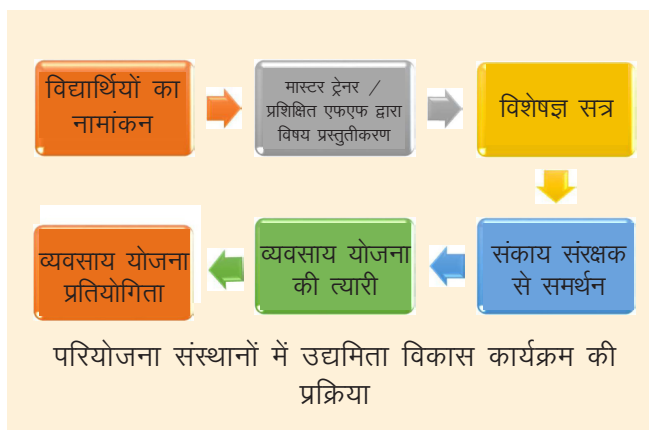 विद्यार्थियों का
नामांकन
मास्टर ट्रेनर /
प्रशिक्षित एफएफ द्वारा
विषय प्रस्तुतीकरण
विशेषज्ञ सत्र
संकाय संरक्षक
से समर्थन
व्यवसाय योजना
की त्यारी
व्यवसाय योजना
प्रतियोगिता
परियोजना संस्थानों में उद्यमिता विकास कार्यक्रम की
प्रक्रिया